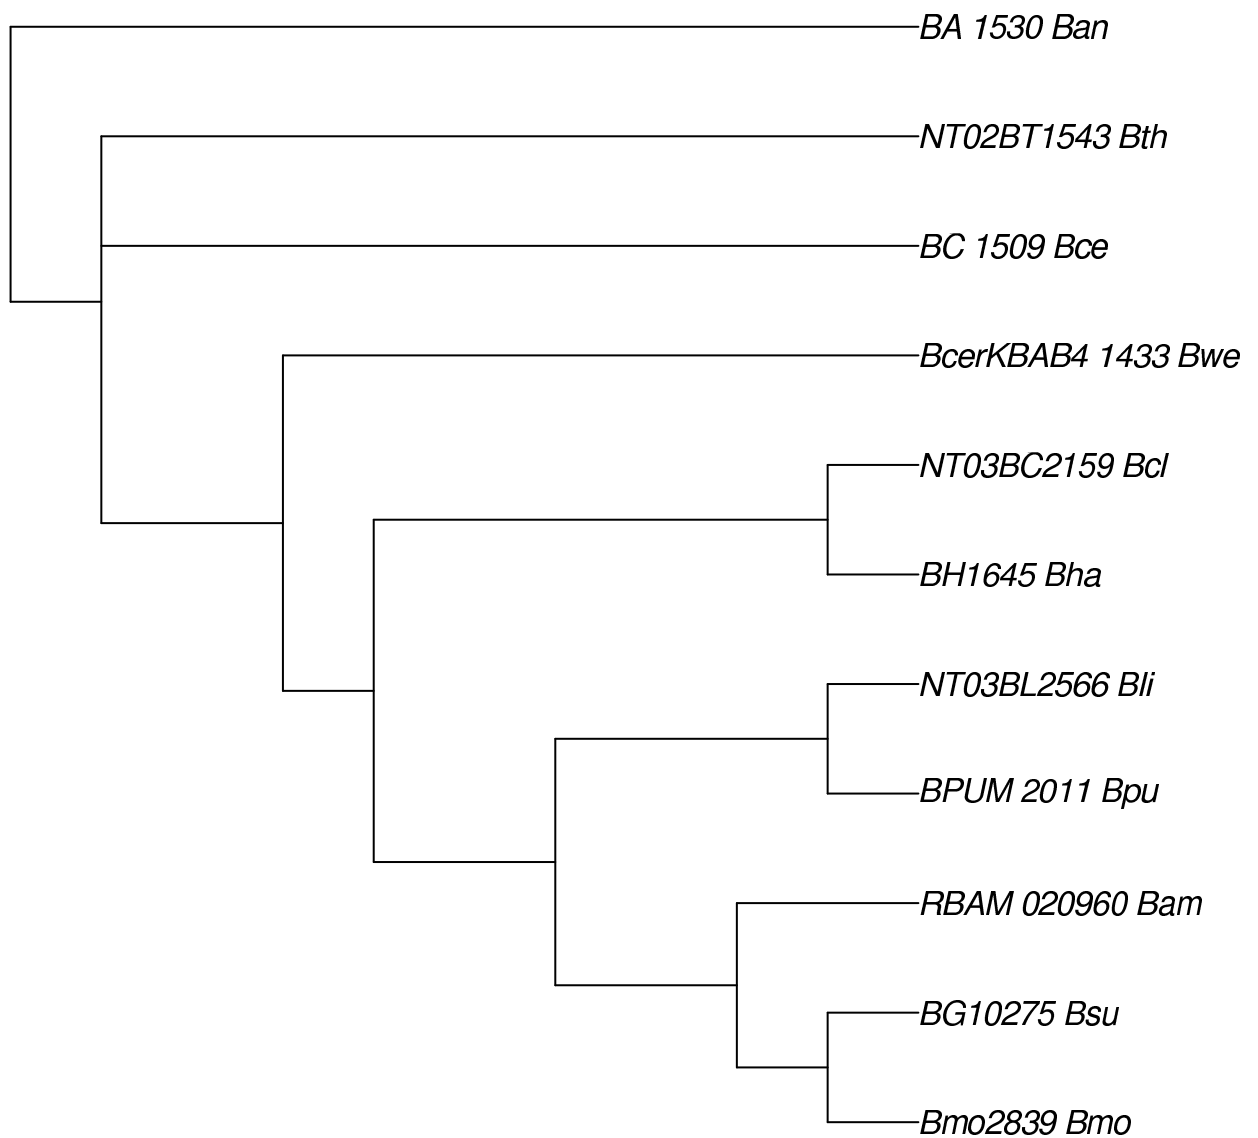 BA 1530 Ban
NT02BT1543 Bth
BC 1509 Bce
BcerKBAB4 1433 Bwe
NT03BC2159 Bcl
BH1645 Bha
NT03BL2566 Bli
BPUM 2011 Bpu
RBAM 020960 Bam
BG10275 Bsu
Bmo2839 Bmo